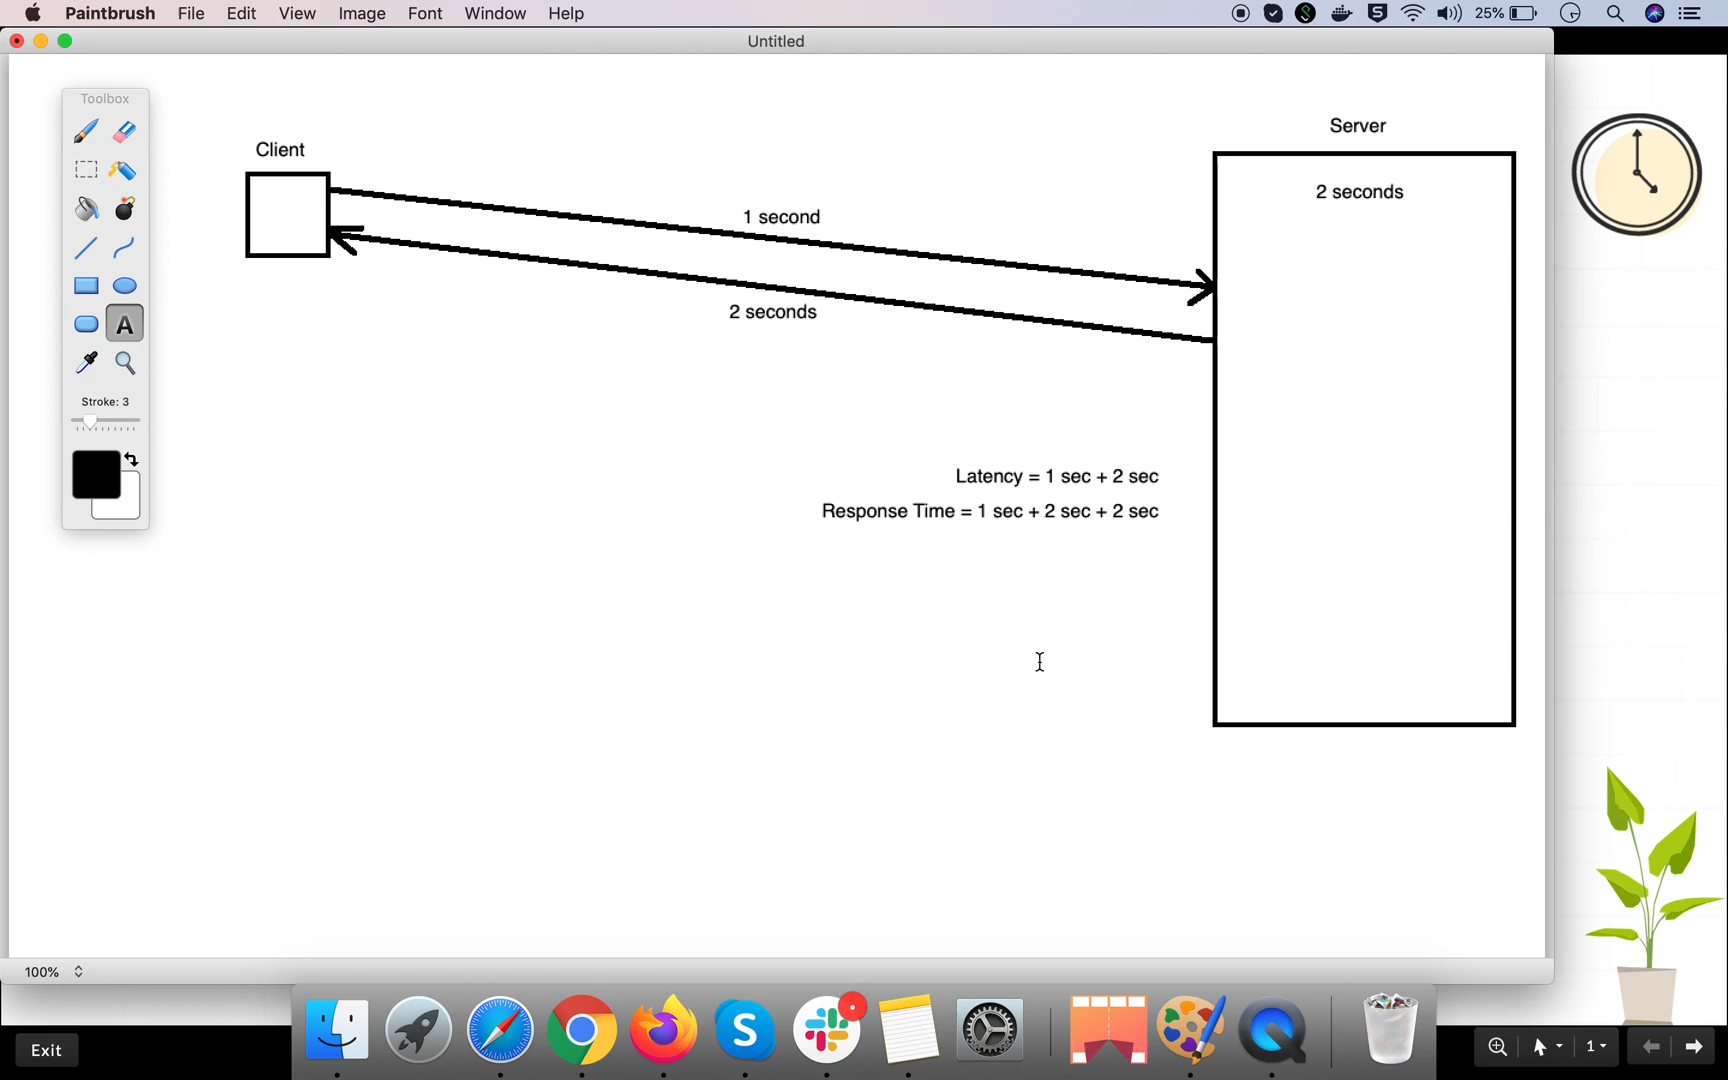 Paintbrush File Edit View Image Font Window Help 25%
Untitled
Toolbox
Stroke: 3
Client
Server
1 second
2 seconds
2 seconds
Latency = 1 sec + 2 sec
Response Time = 1 sec + 2 sec + 2 sec
100%
Exit
1